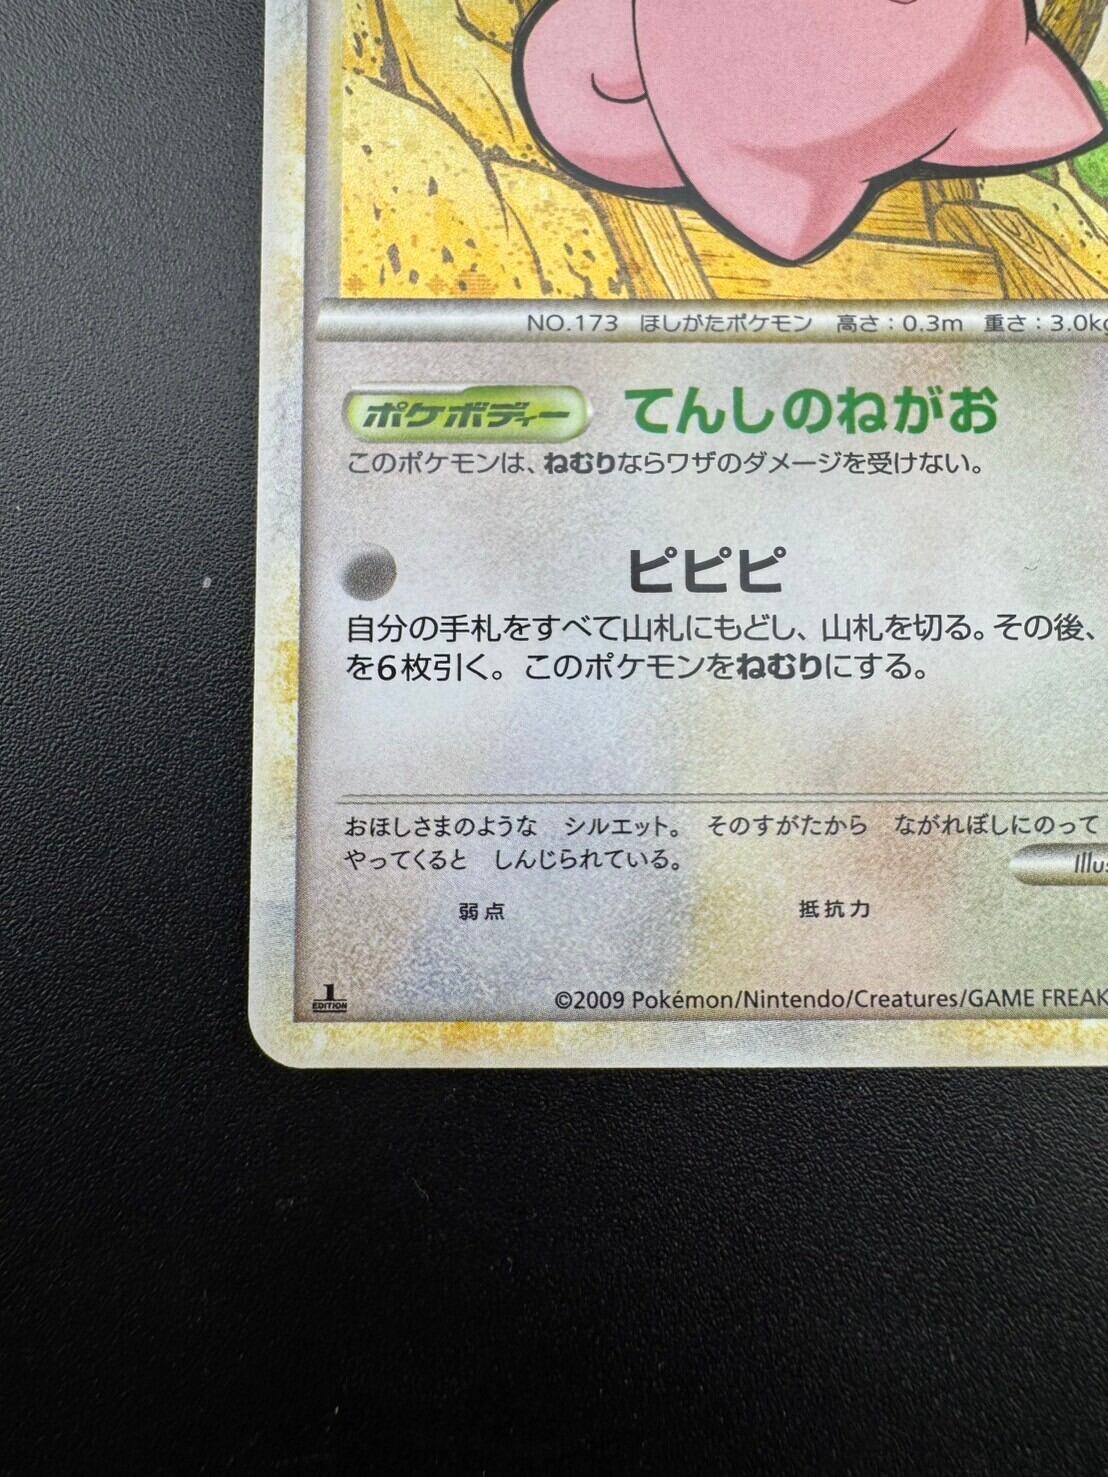 NO.173 ほしがたポケモン 高さ：0.3m 重さ：3.0kg
ポケボディー てんしのねがお
このポケモンは、ねむりならワザのダメージを受けない。
ピピピ
自分の手札をすべて山札にもどし、山札を切る。その後、
を6枚引く。このポケモンをねむりにする。
おほしさまのような シルエット。 そのすがたから ながれぼしにのって
やってくると しんじられている。
Illus
弱点 抵抗力
1 EDITION
©2009 Pokémon/Nintendo/Creatures/GAME FREAK